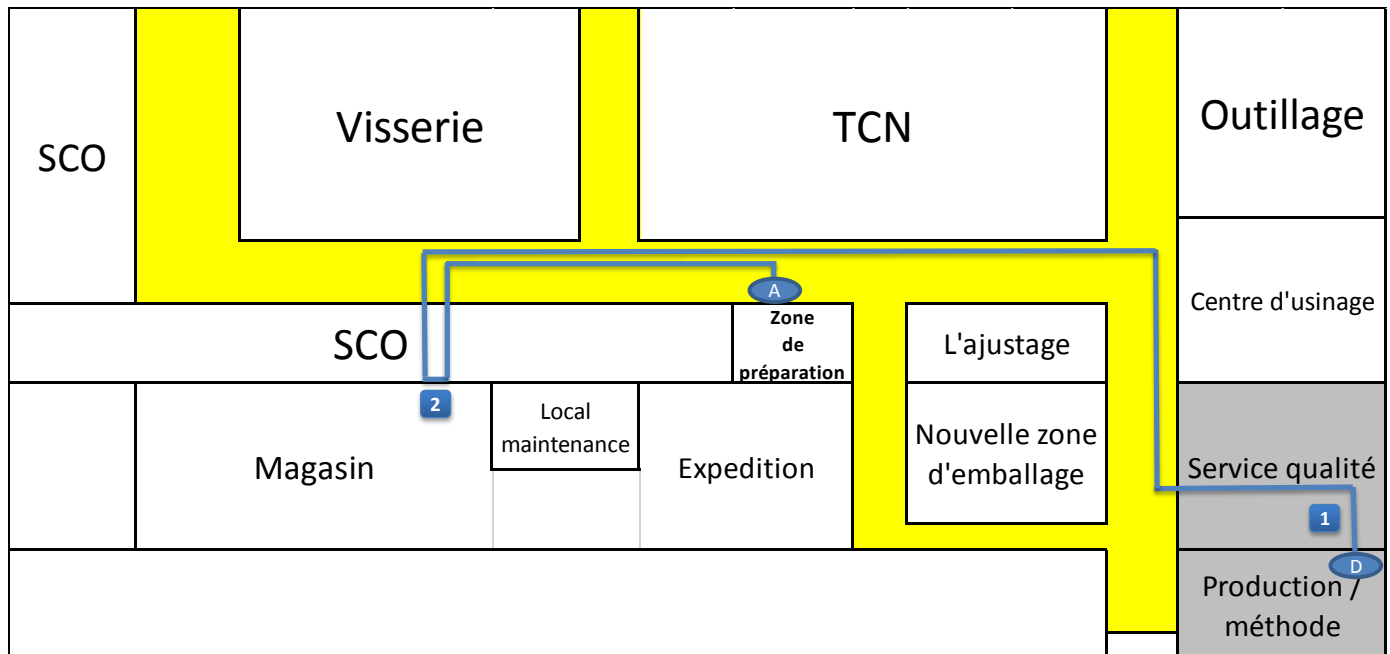 SCO
Visserie
TCN
Outillage
A
Centre d'usinage
SCO
Zone
de
préparation
L'ajustage
2
Local
maintenance
Magasin
Expedition
Nouvelle zone
d'emballage
Service qualité
1
D
Production /
méthode